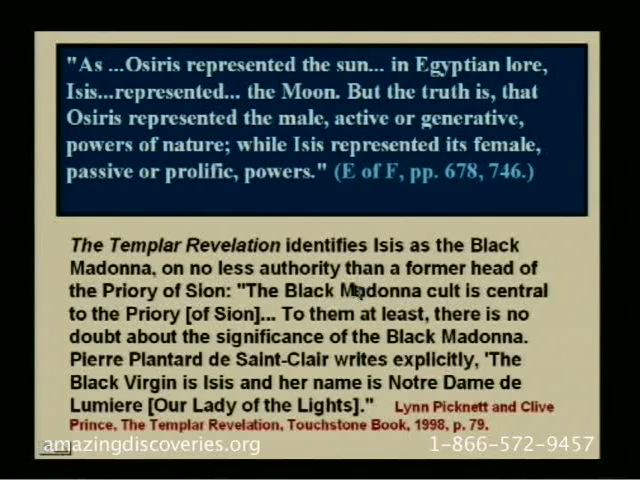 "As ...Osiris represented the sun... in Egyptian lore,
Isis...represented... the Moon. But the truth is, that
Osiris represented the male, active or generative,
powers of nature; while Isis represented its female,
passive or prolific, powers." (E of F, pp. 678, 746.)
The Templar Revelation identifies Isis as the Black
Madonna, on no less authority than a former head of
the Priory of Sion: "The Black Madonna cult is central
to the Priory [of Sion]... To them at least, there is no
doubt about the significance of the Black Madonna.
Pierre Plantard de Saint-Clair writes explicitly, 'The
Black Virgin is Isis and her name is Notre Dame de
Lumiere [Our Lady of the Lights]." Lynn Picknett and Clive
Prince, The Templar Revelation, Touchstone Book, 1998, p. 79.
amazingdiscoveries.org 1-866-572-9457